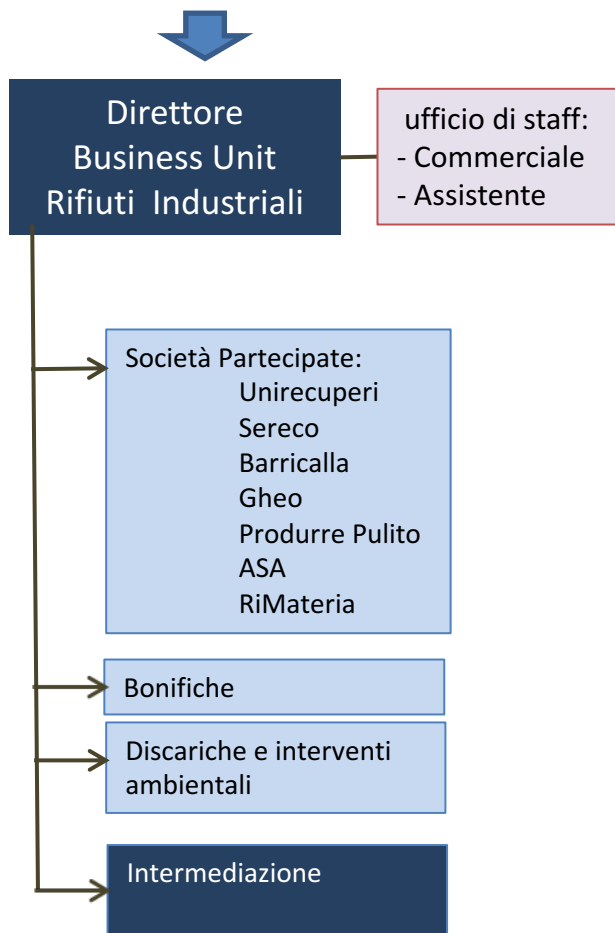 Direttore
Business Unit
Rifiuti Industriali
ufficio di staff:
- Commerciale
- Assistente
Società Partecipate:
Unirecuperi
Sereco
Barricalla
Gheo
Produrre Pulito
ASA
RiMateria
Bonifiche
Discariche e interventi
ambientali
Intermediazione